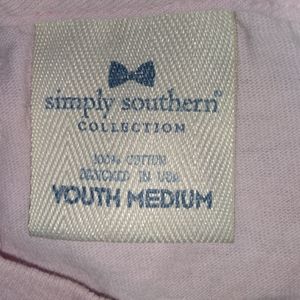 simply southern®
COLLECTION
100% COTTON
DESIGNED IN USA
YOUTH MEDIUM